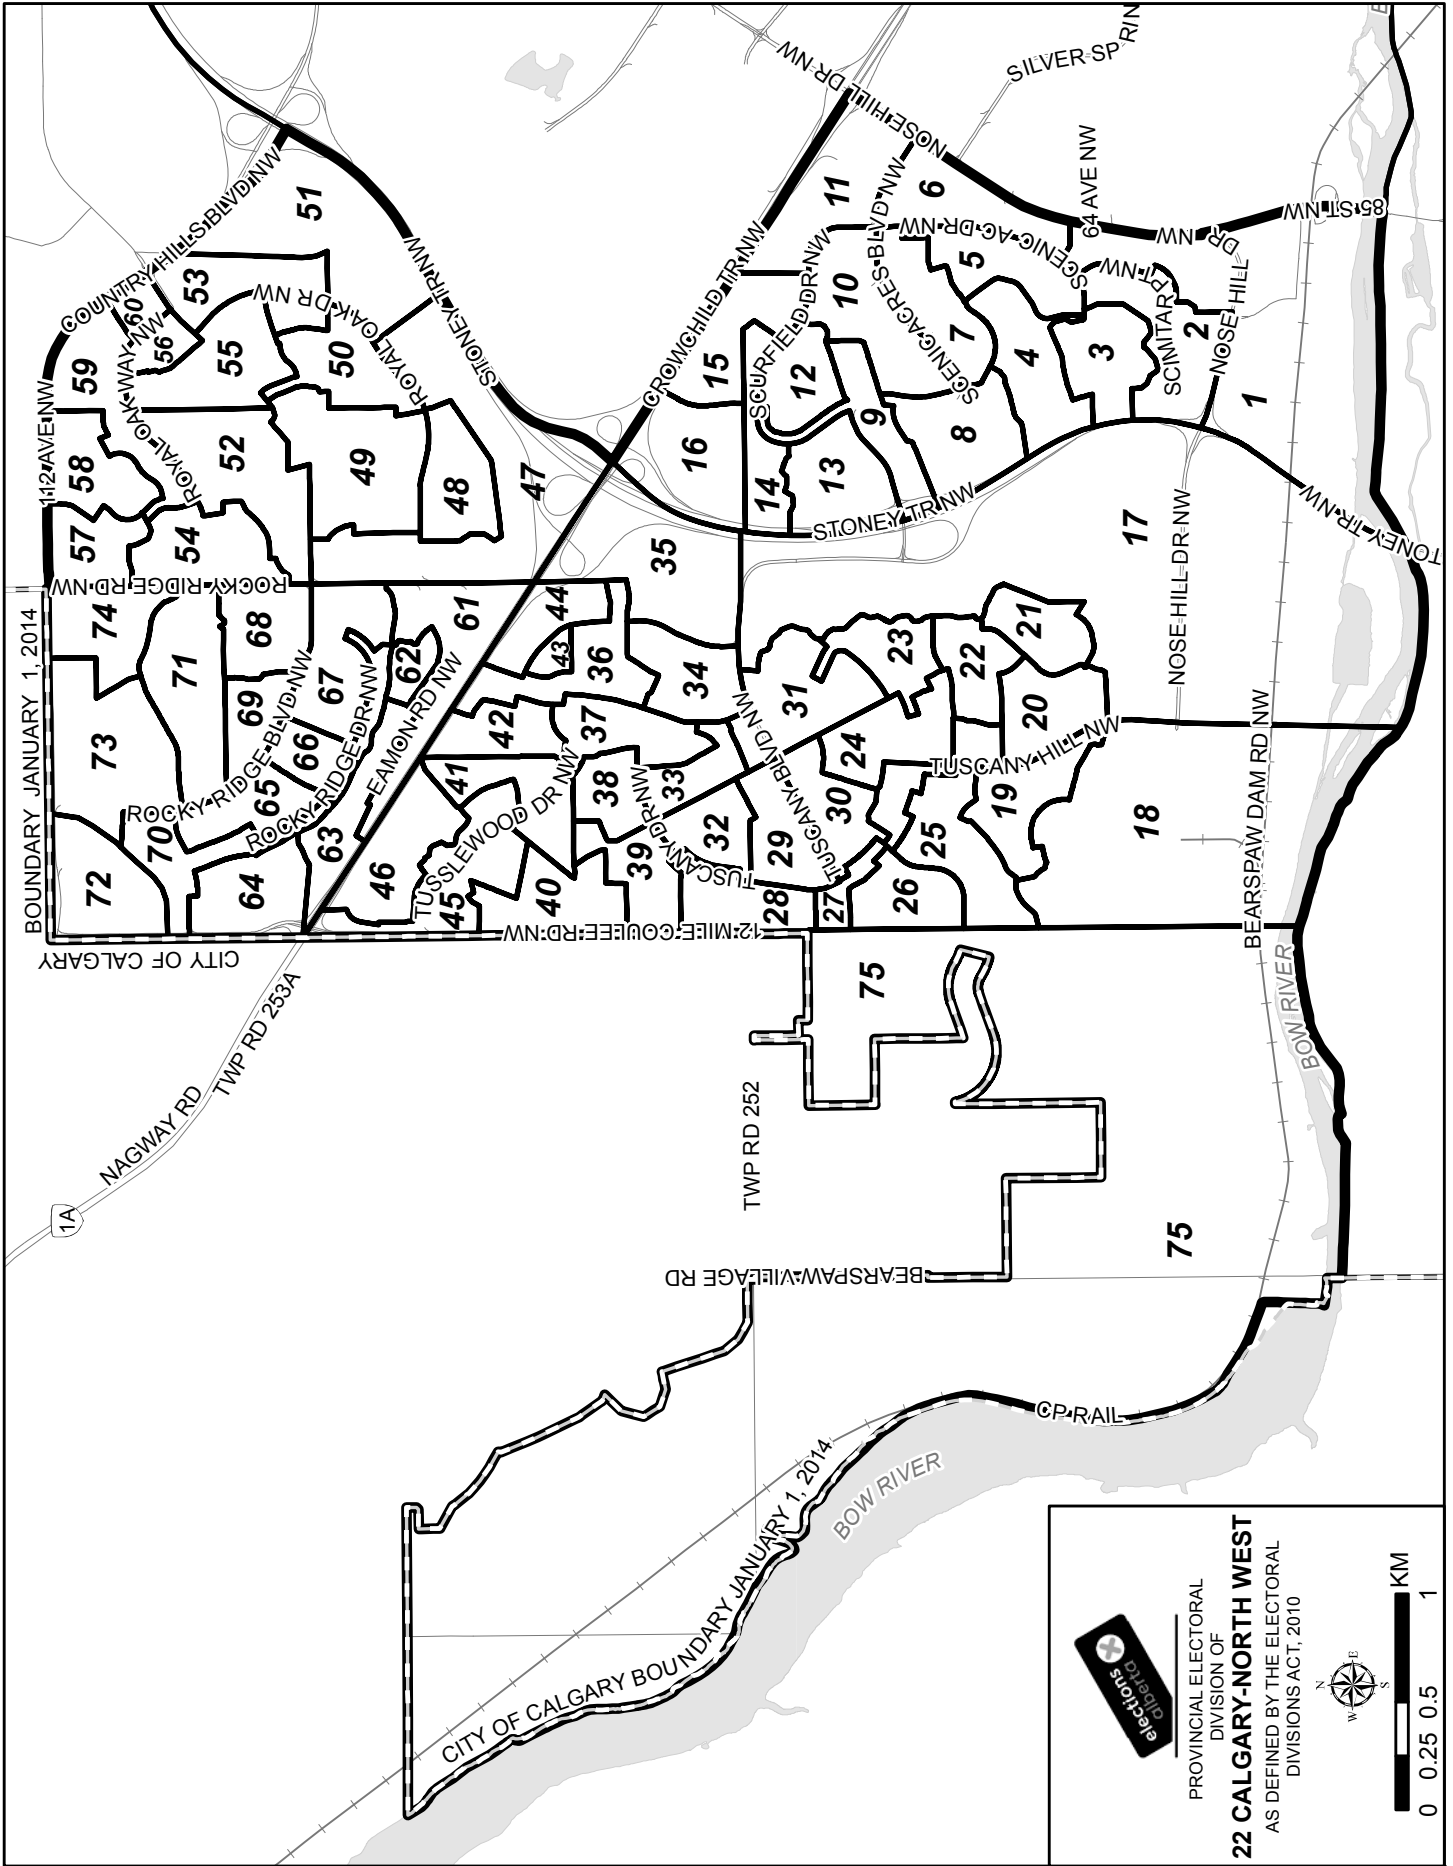 BOUNDARY JANUARY 1, 2014
CITY OF CALGARY
NAGWAY RD
TWP RD 253A
1A
112 AVE NW
COUNTRY HILLS BLVD NW
ROYAL OAK WAY NW
ROYAL OAK DR NW
ROYAL
ROCKY RIDGE RD NW
ROCKY RIDGE BLVD NW
ROCKY RIDGE DR NW
EAMON RD NW
STONEY TR NW
CROWCHILD TR NW
NOSE HILL DR NW
NOSE HILL DR NW
SILVER SP RIN
64 AVE NW
SCENIC ACRES BLVD NW
SCENIC AC DR NW
SCENIC ACRES
SCURFIELD DR NW
SCIMITAR PT NW
NOSE HILL DR NW
85 ST NW
STONEY TR NW
TONEY TR NW
NOSE HILL DR NW
TUSSLEWOOD DR NW
TUSCANY DR NW
TUSCANY
TUSCANY BLVD NW
TUSCANY
TUSCANY HILL NW
12 MILE COULEE RD NW
BEARSPAW DAM RD NW
BOW RIVER
TWP RD 252
BEARSPAW VILLAGE RD
CP RAIL
BOW RIVER
CITY OF CALGARY BOUNDARY JANUARY 1, 2014
1
2
3
4
5
6
7
8
9
10
11
12
13
14
15
16
17
18
19
20
21
22
23
24
25
26
27
28
29
30
31
32
33
34
35
36
37
38
39
40
41
42
43
44
45
46
47
48
49
50
51
52
53
54
55
56
57
58
59
60
61
62
63
64
65
66
67
68
69
70
71
72
73
74
75
75
elections
alberta
PROVINCIAL ELECTORAL
DIVISION OF
22 CALGARY-NORTH WEST
AS DEFINED BY THE ELECTORAL
DIVISIONS ACT, 2010
N
W E
S
0 0.25 0.5 1
KM